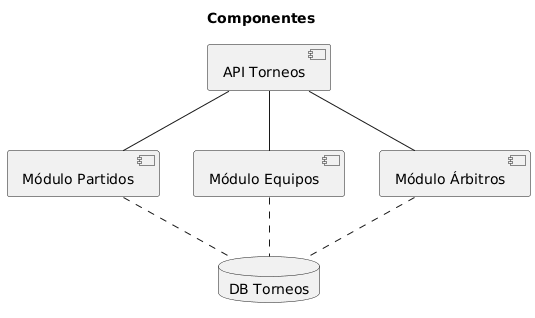 Componentes
API Torneos
Módulo Partidos
Módulo Equipos
Módulo Árbitros
DB Torneos